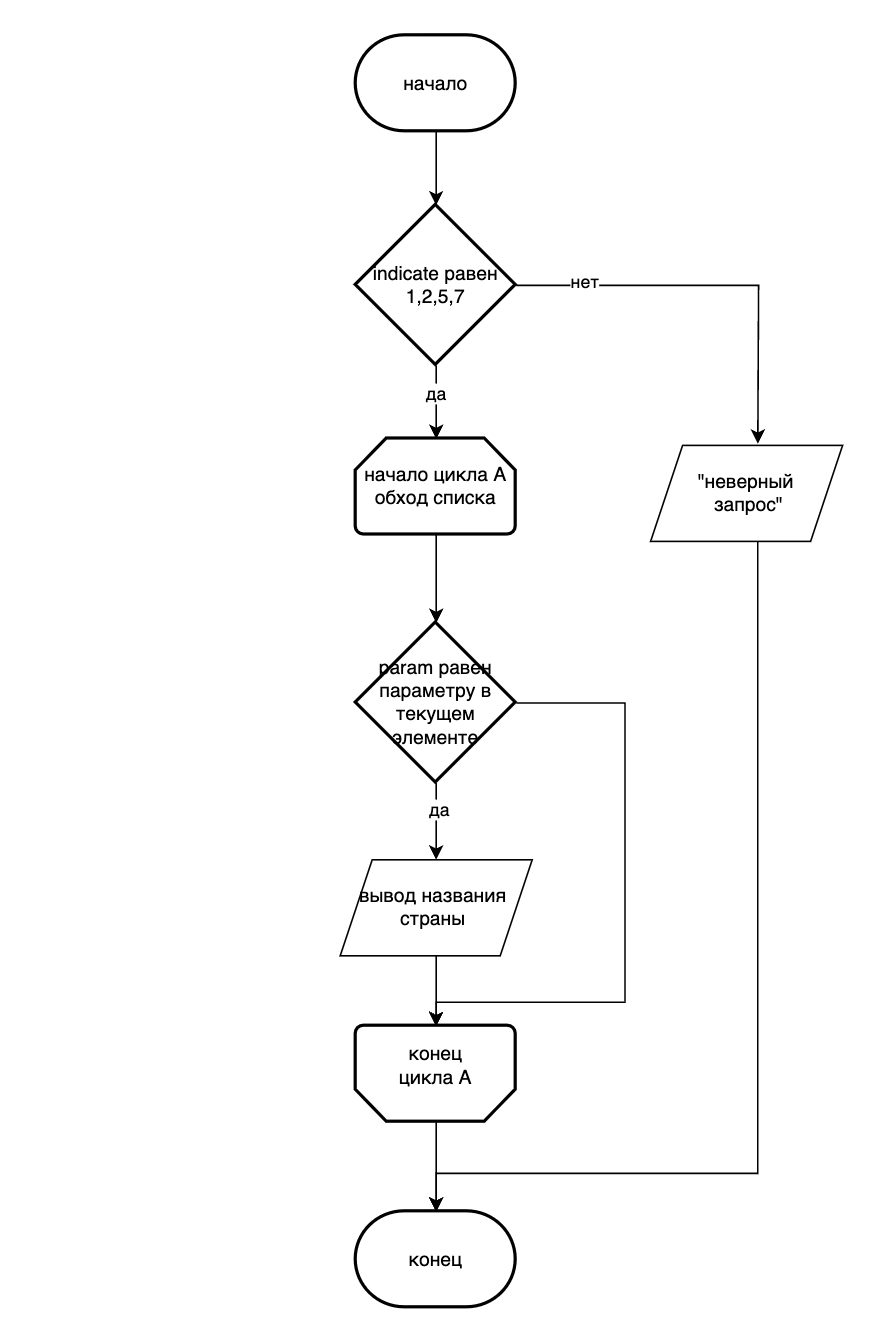 начало
indicate равен
1,2,5,7
нет
да
начало цикла А
обход списка
"неверный
запрос"
param равен
параметру в
текущем
элементе
да
вывод названия
страны
конец
цикла А
конец